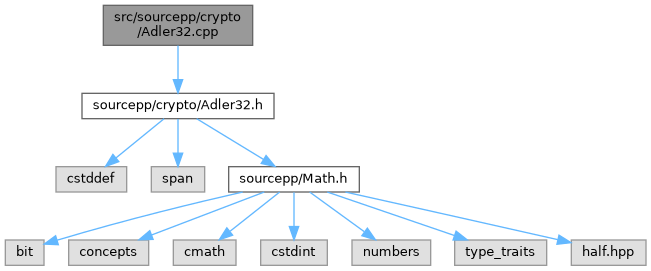 src/sourcepp/crypto
/Adler32.cpp
sourcepp/crypto/Adler32.h
cstddef
span
sourcepp/Math.h
bit
concepts
cmath
cstdint
numbers
type_traits
half.hpp